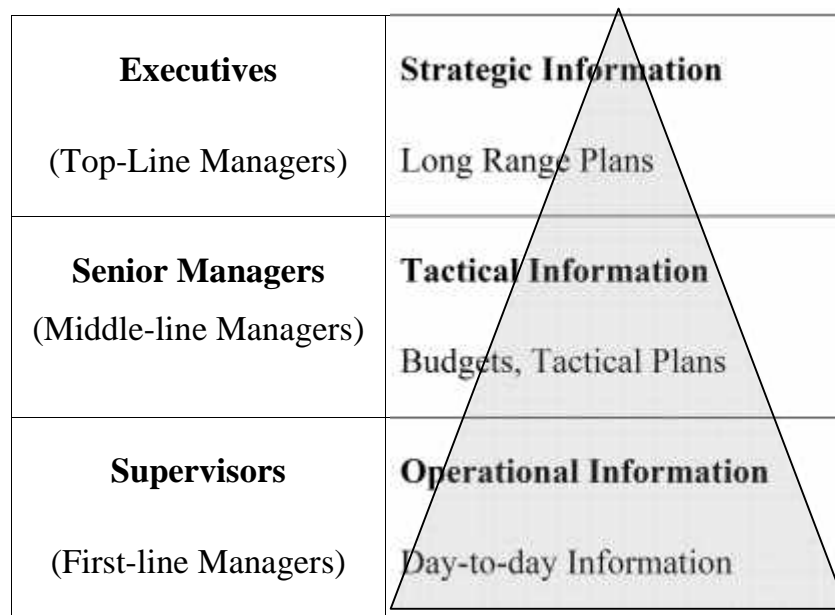 Executives
(Top-Line Managers)
Strategic Information
Long Range Plans
Senior Managers
(Middle-line Managers)
Tactical Information
Budgets, Tactical Plans
Supervisors
(First-line Managers)
Operational Information
Day-to-day Information